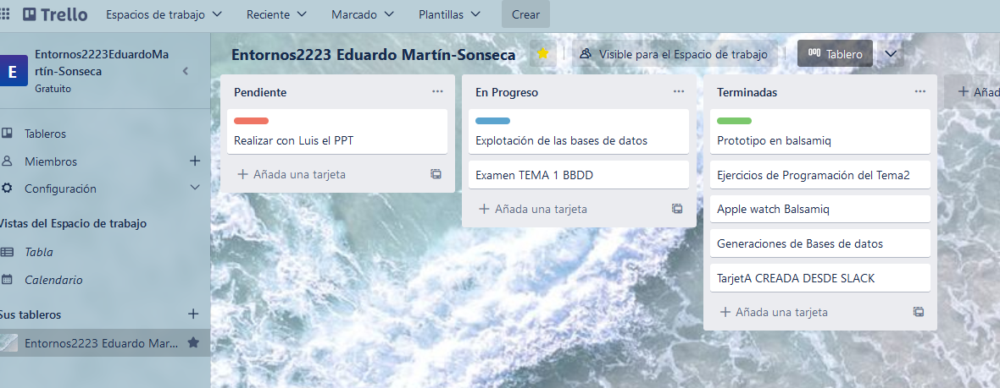 Trello
Espacios de trabajo
Reciente
Marcado
Plantillas
Crear
E
Entornos2223EduardoMa
rtín-Sonseca
Gratuito
Tableros
Miembros
Configuración
Vistas del Espacio de trabajo
Tabla
Calendario
Sus tableros
Entornos2223 Eduardo Mar...
Entornos2223 Eduardo Martín-Sonseca
Visible para el Espacio de trabajo
Tablero
Pendiente
Realizar con Luis el PPT
Añada una tarjeta
En Progreso
Explotación de las bases de datos
Examen TEMA 1 BBDD
Añada una tarjeta
Terminadas
Prototipo en balsamiq
Ejercicios de Programación del Tema2
Apple watch Balsamiq
Generaciones de Bases de datos
TarjetA CREADA DESDE SLACK
Añada una tarjeta
Añad